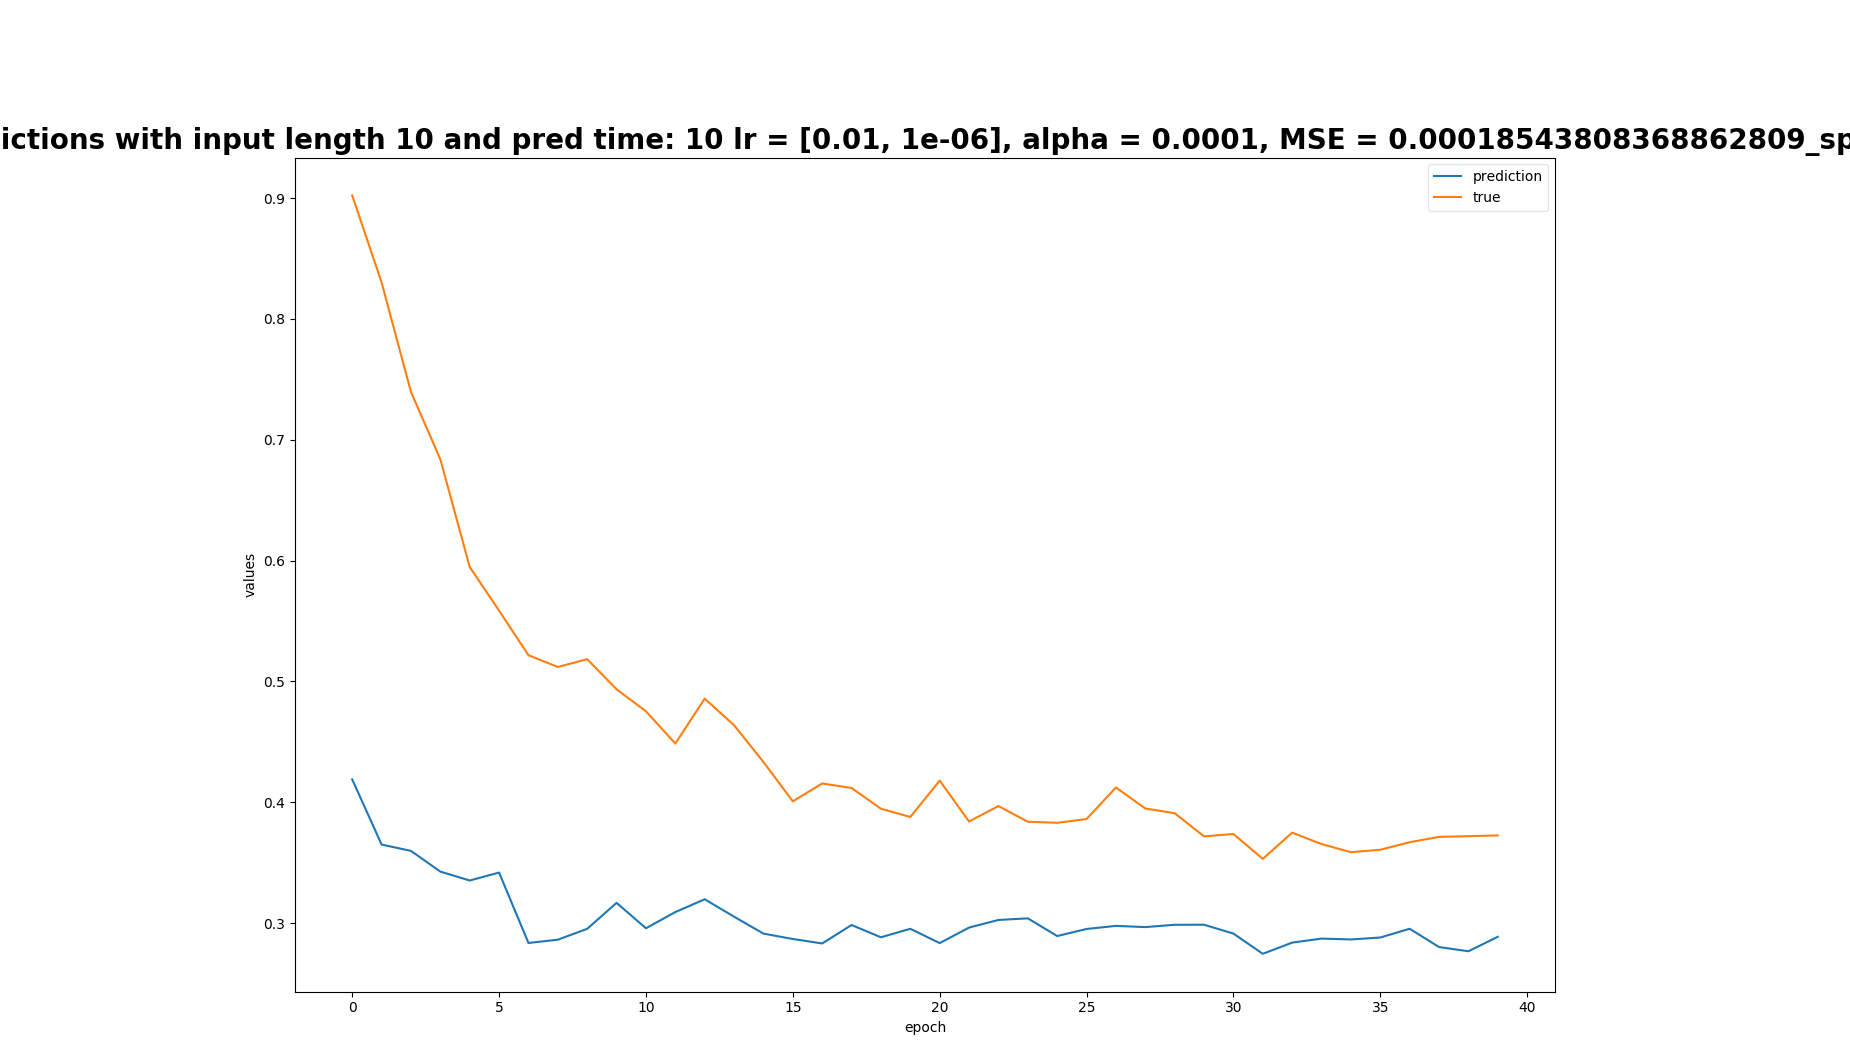 ictions with input length 10 and pred time: 10 lr = [0.01, 1e-06], alpha = 0.0001, MSE = 0.00018543808368862809_sp
prediction
true
0.9
0.8
0.7
0.6
0.5
0.4
0.3
values
0 5 10 15 20 25 30 35 40
epoch